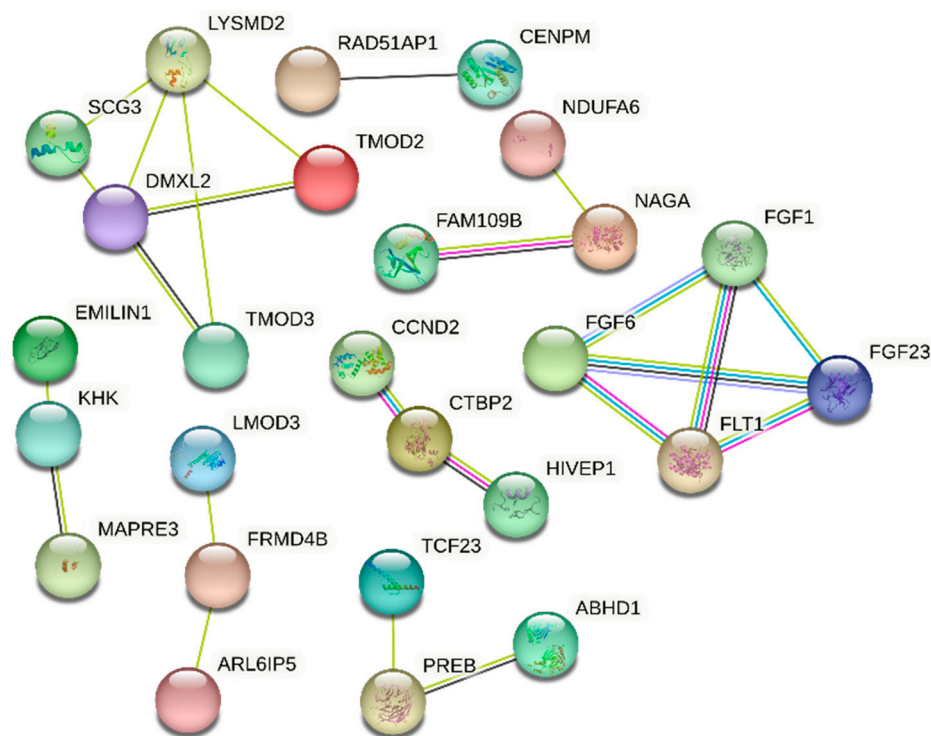 LYSMD2
RAD51AP1
CENPM
SCG3
NDUFA6
TMOD2
DMXL2
NAGA
FAM109B
FGF1
EMILIN1
TMOD3
CCND2
FGF6
FGF23
KHK
CTBP2
LMOD3
FLT1
HIVEP1
MAPRE3
FRMD4B
TCF23
ABHD1
ARL6IP5
PREB